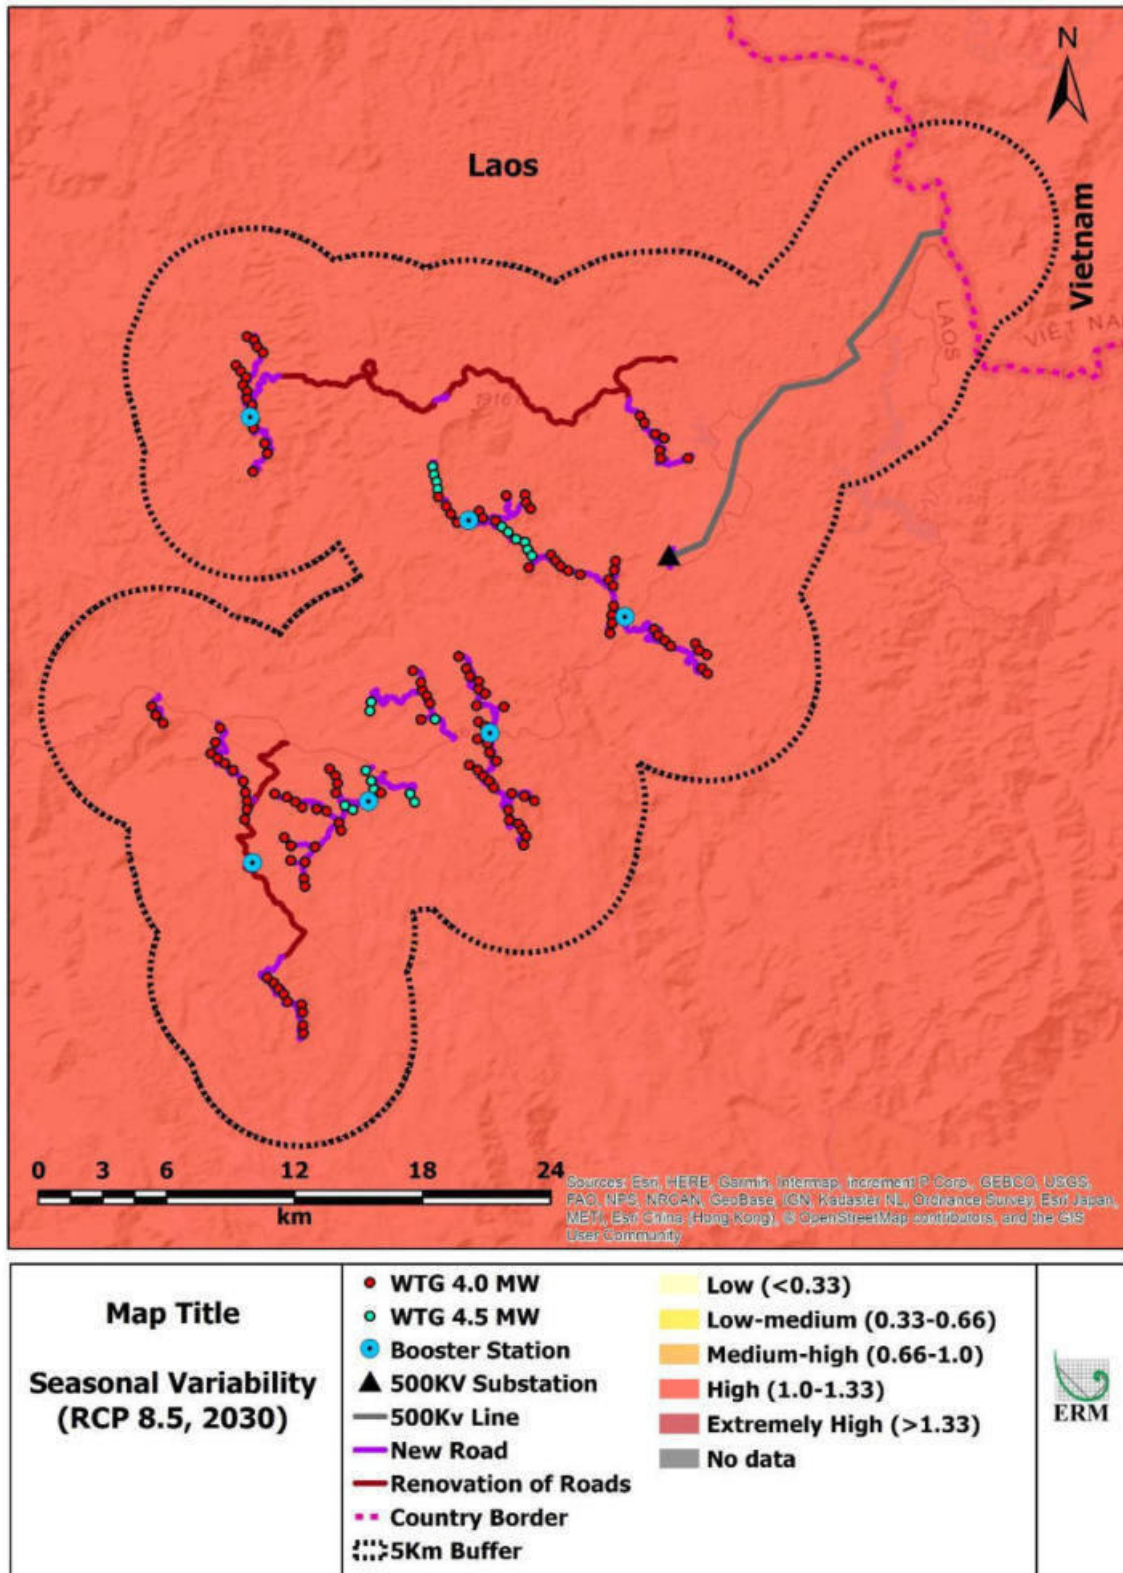 N
Laos
Vietnam
LAOS
VIỆT NA
1916
0 3 6 12 18 24
km
Sources: Esri, HERE, Garmin, Intermap, increment P Corp., GEBCO, USGS,
FAO, NPS, NRCAN, GeoBase, IGN, Kadaster NL, Ordnance Survey, Esri Japan,
METI, Esri China (Hong Kong), © OpenStreetMap contributors, and the GIS
User Community
Map Title
Seasonal Variability
(RCP 8.5, 2030)
WTG 4.0 MW
WTG 4.5 MW
Booster Station
500KV Substation
500Kv Line
New Road
Renovation of Roads
Country Border
5Km Buffer
Low (<0.33)
Low-medium (0.33-0.66)
Medium-high (0.66-1.0)
High (1.0-1.33)
Extremely High (>1.33)
No data
ERM